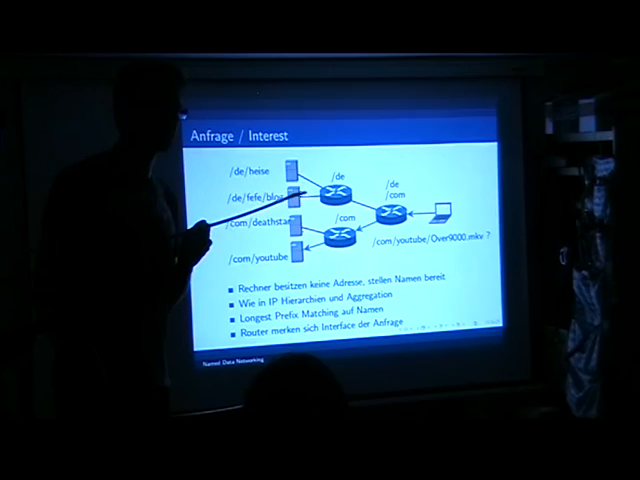 Anfrage / Interest
/de/heise
/de
/de/fefe/blog
/de
/com
/com/deathstar
/com
/com/youtube
/com/youtube/Over9000.mkv ?
Rechner besitzen keine Adresse, stellen Namen bereit
Wie in IP Hierarchien und Aggregation
Longest Prefix Matching auf Namen
Router merken sich Interface der Anfrage
Named Data Networking